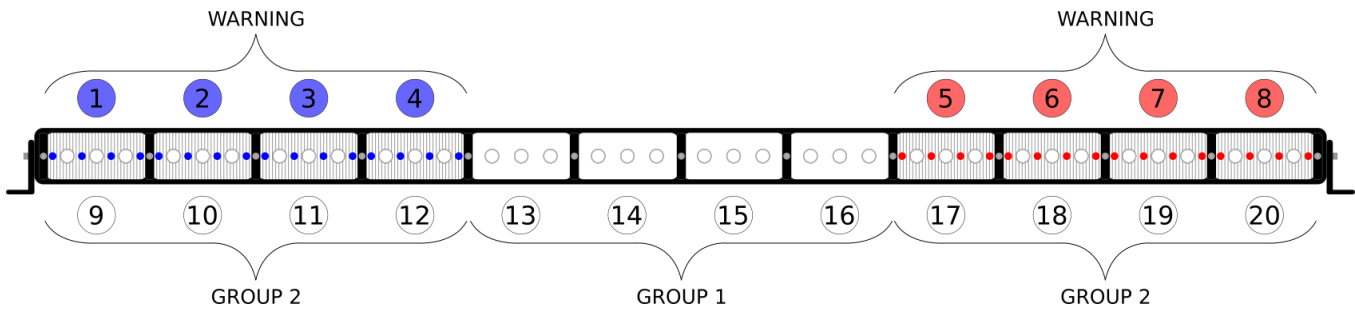 WARNING WARNING
1 2 3 4 5 6 7 8
9 10 11 12 13 14 15 16 17 18 19 20
GROUP 2 GROUP 1 GROUP 2